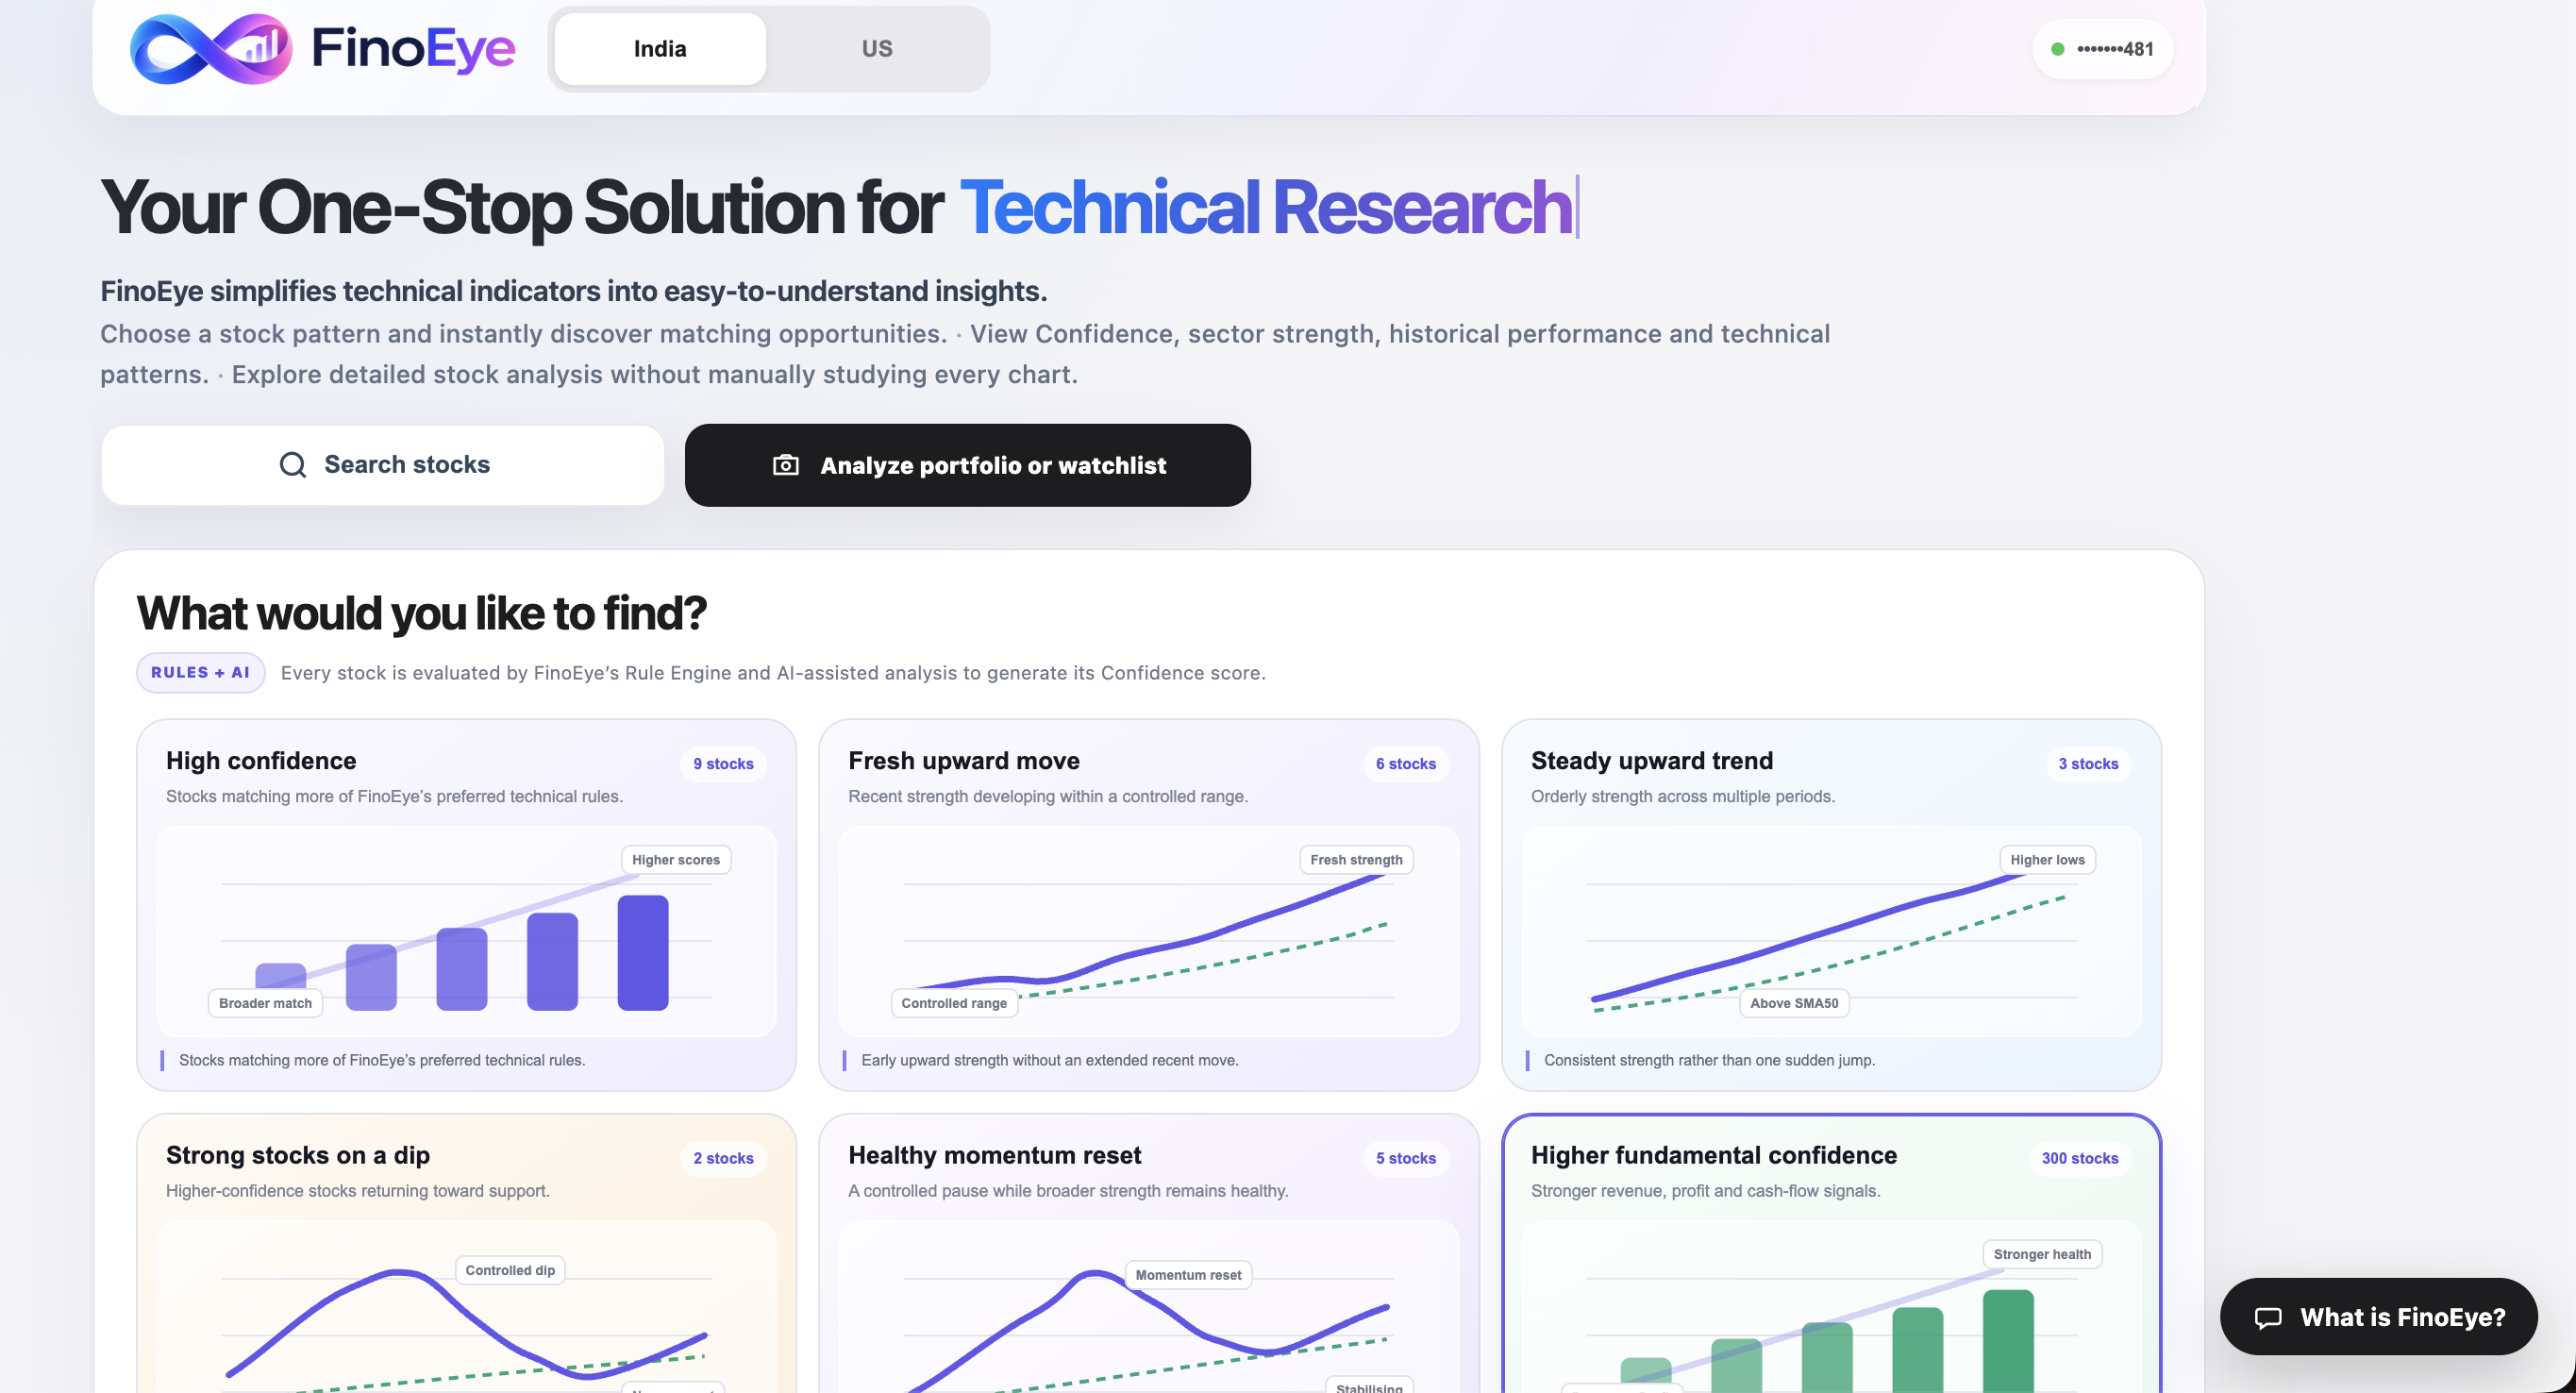 FinoEye
India
US
•••••••481
Your One-Stop Solution for Technical Research
FinoEye simplifies technical indicators into easy-to-understand insights.
Choose a stock pattern and instantly discover matching opportunities. · View Confidence, sector strength, historical performance and technical
patterns. · Explore detailed stock analysis without manually studying every chart.
Search stocks
Analyze portfolio or watchlist
What would you like to find?
RULES + AI
Every stock is evaluated by FinoEye’s Rule Engine and AI-assisted analysis to generate its Confidence score.
High confidence
9 stocks
Stocks matching more of FinoEye’s preferred technical rules.
Higher scores
Broader match
Stocks matching more of FinoEye’s preferred technical rules.
Fresh upward move
6 stocks
Recent strength developing within a controlled range.
Fresh strength
Controlled range
Early upward strength without an extended recent move.
Steady upward trend
3 stocks
Orderly strength across multiple periods.
Higher lows
Above SMA50
Consistent strength rather than one sudden jump.
Strong stocks on a dip
2 stocks
Higher-confidence stocks returning toward support.
Controlled dip
Healthy momentum reset
5 stocks
A controlled pause while broader strength remains healthy.
Momentum reset
Stabilising
Higher fundamental confidence
300 stocks
Stronger revenue, profit and cash-flow signals.
Stronger health
What is FinoEye?